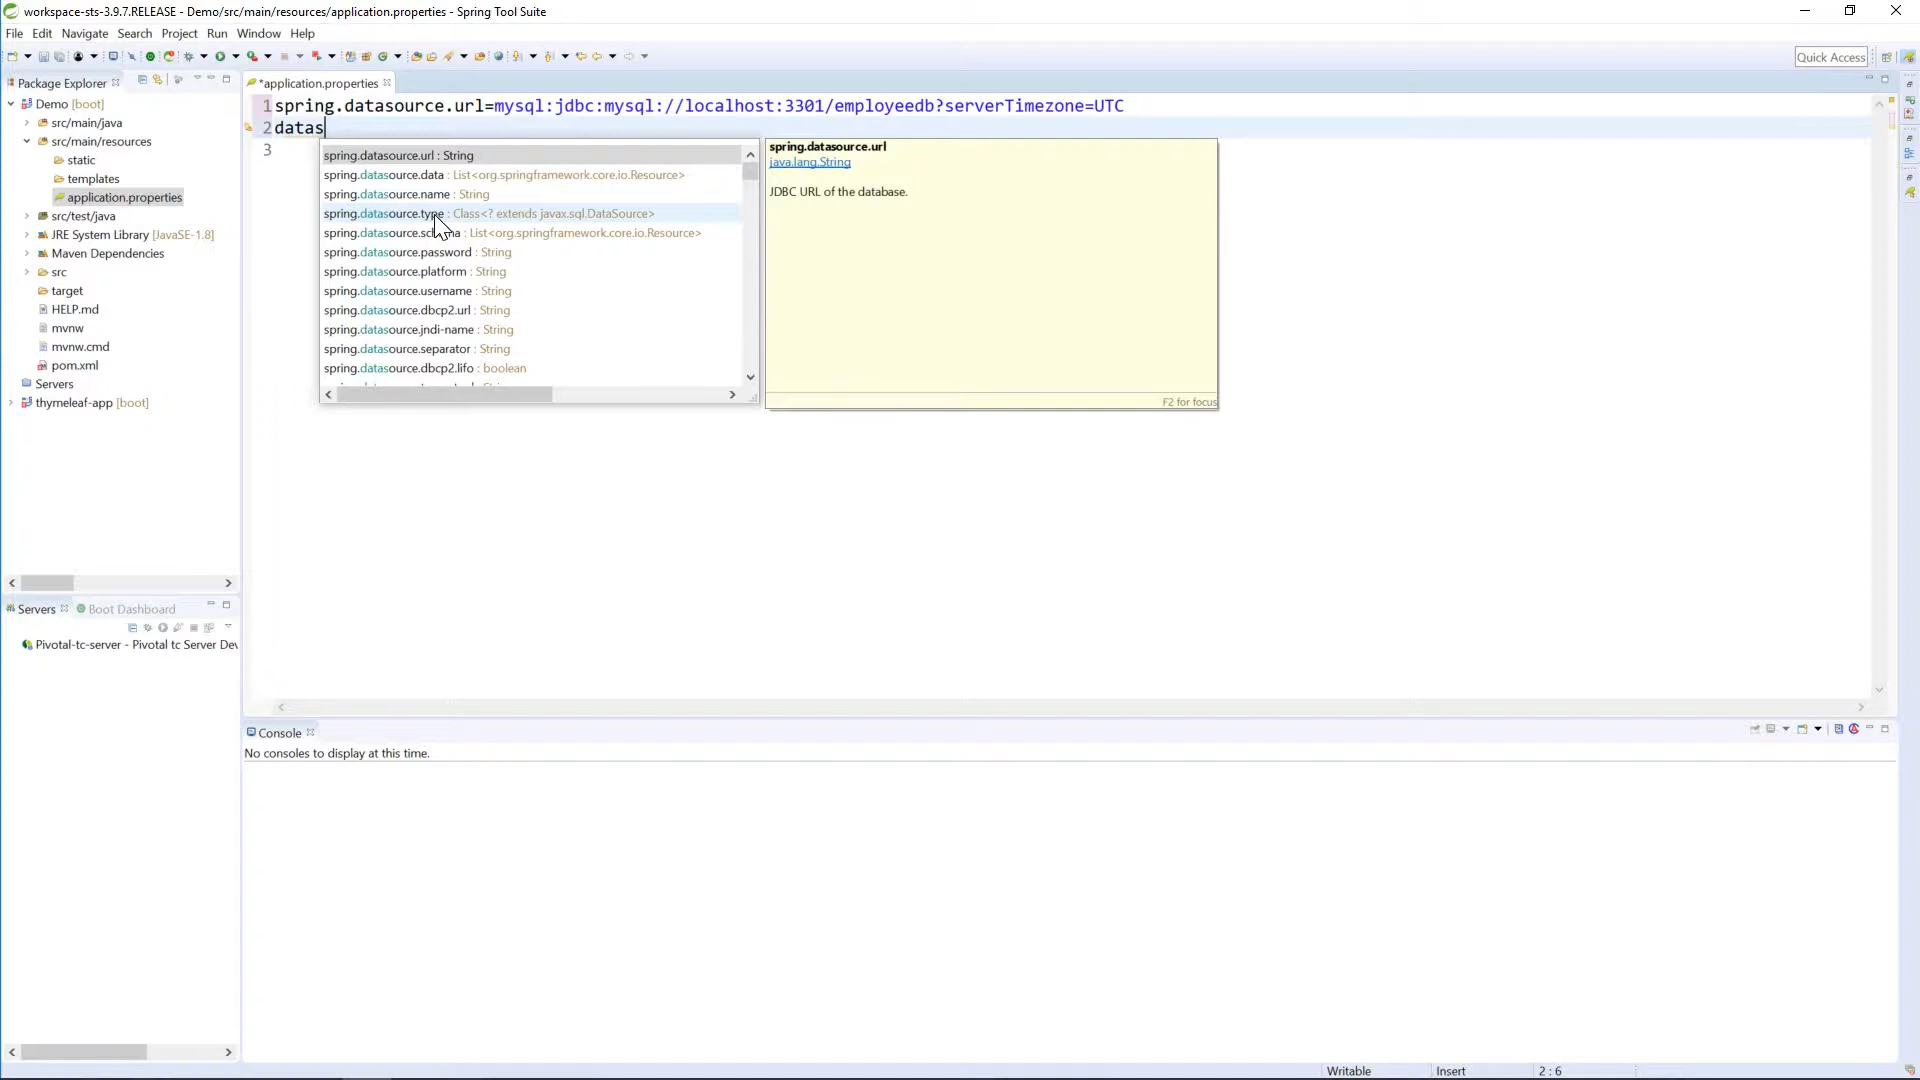 workspace-sts-3.9.7.RELEASE - Demo/src/main/resources/application.properties - Spring Tool Suite
File Edit Navigate Search Project Run Window Help
Quick Access
Package Explorer
*application.properties
Demo [boot]
src/main/java
src/main/resources
static
templates
application.properties
src/test/java
JRE System Library [JavaSE-1.8]
Maven Dependencies
src
target
HELP.md
mvnw
mvnw.cmd
pom.xml
Servers
thymeleaf-app [boot]
1 spring.datasource.url=mysql:jdbc:mysql://localhost:3301/employeedb?serverTimezone=UTC
2 datas
3
spring.datasource.url : String
spring.datasource.data : List<org.springframework.core.io.Resource>
spring.datasource.name : String
spring.datasource.type : Class<? extends javax.sql.DataSource>
spring.datasource.schema : List<org.springframework.core.io.Resource>
spring.datasource.password : String
spring.datasource.platform : String
spring.datasource.username : String
spring.datasource.dbcp2.url : String
spring.datasource.jndi-name : String
spring.datasource.separator : String
spring.datasource.dbcp2.lifo : boolean
spring.datasource.url
java.lang.String
JDBC URL of the database.
F2 for focus
Servers Boot Dashboard
Pivotal-tc-server - Pivotal tc Server Dev
Console
No consoles to display at this time.
Writable Insert 2 : 6